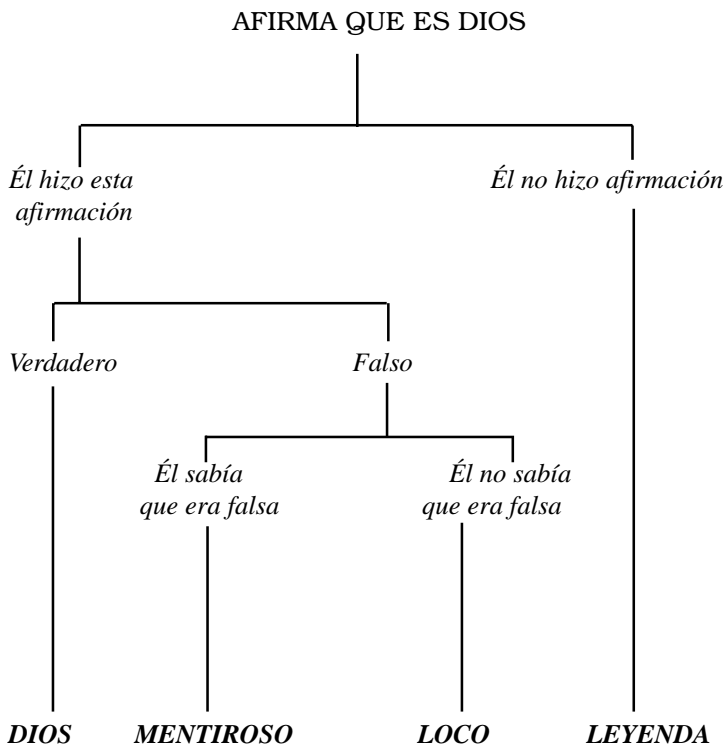 AFIRMA QUE ES DIOS
Él hizo esta
afirmación
Él no hizo afirmación
Verdadero
Falso
Él sabía
que era falsa
Él no sabía
que era falsa
DIOS MENTIROSO LOCO LEYENDA